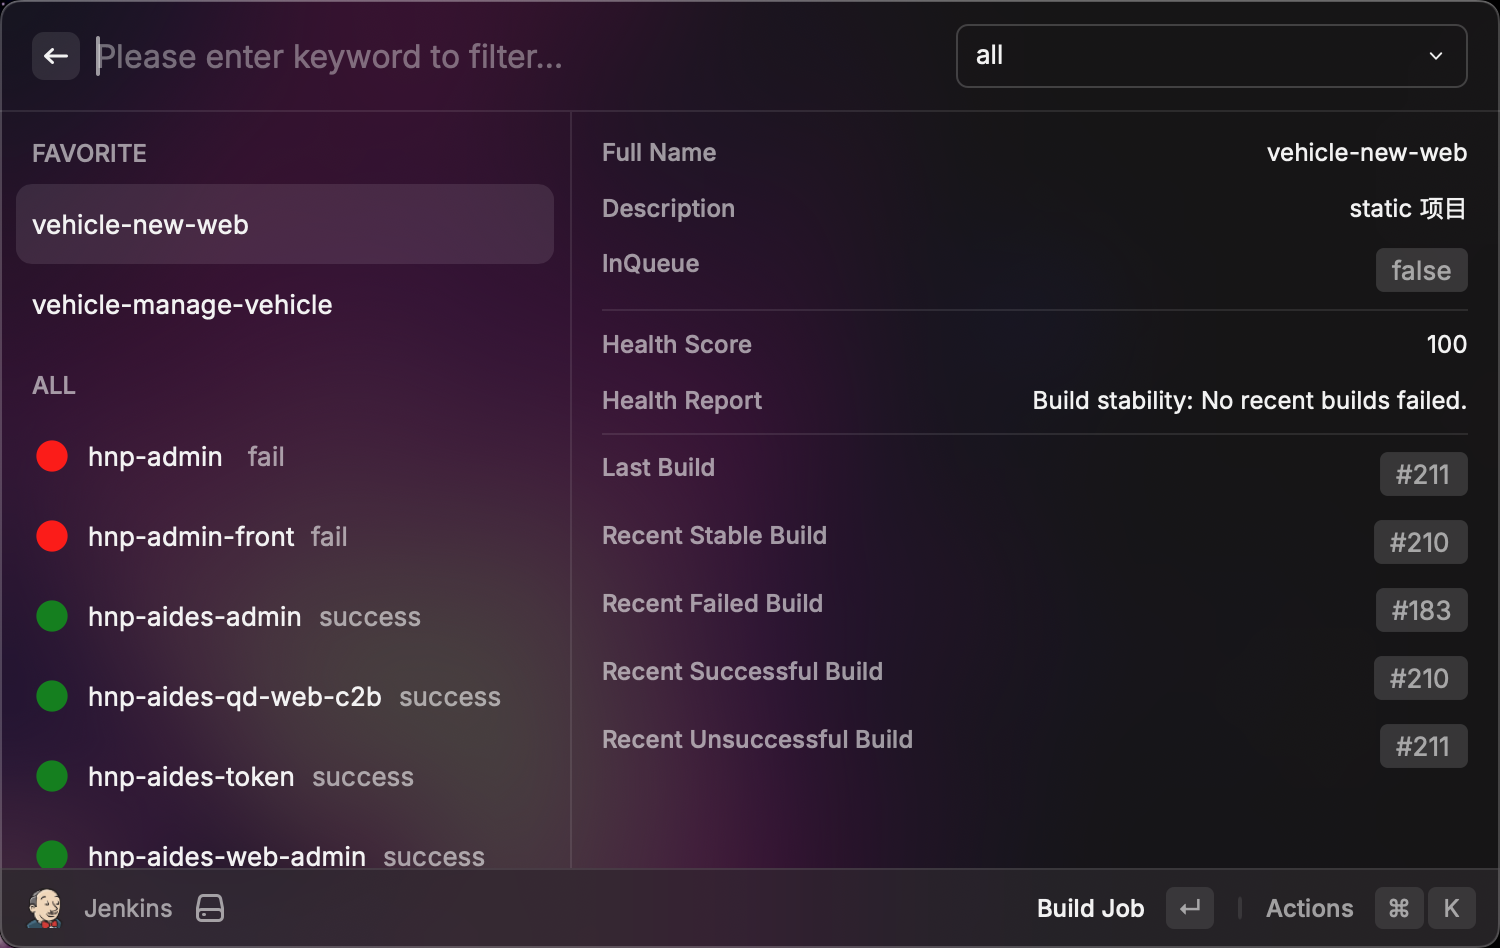 Please enter keyword to filter...
all
FAVORITE
vehicle-new-web
vehicle-manage-vehicle
ALL
hnp-admin fail
hnp-admin-front fail
hnp-aides-admin success
hnp-aides-qd-web-c2b success
hnp-aides-token success
hnp-aides-web-admin success
Full Name vehicle-new-web
Description static 项目
InQueue false
Health Score 100
Health Report Build stability: No recent builds failed.
Last Build #211
Recent Stable Build #210
Recent Failed Build #183
Recent Successful Build #210
Recent Unsuccessful Build #211
Jenkins
Build Job ↵ Actions ⌘ K